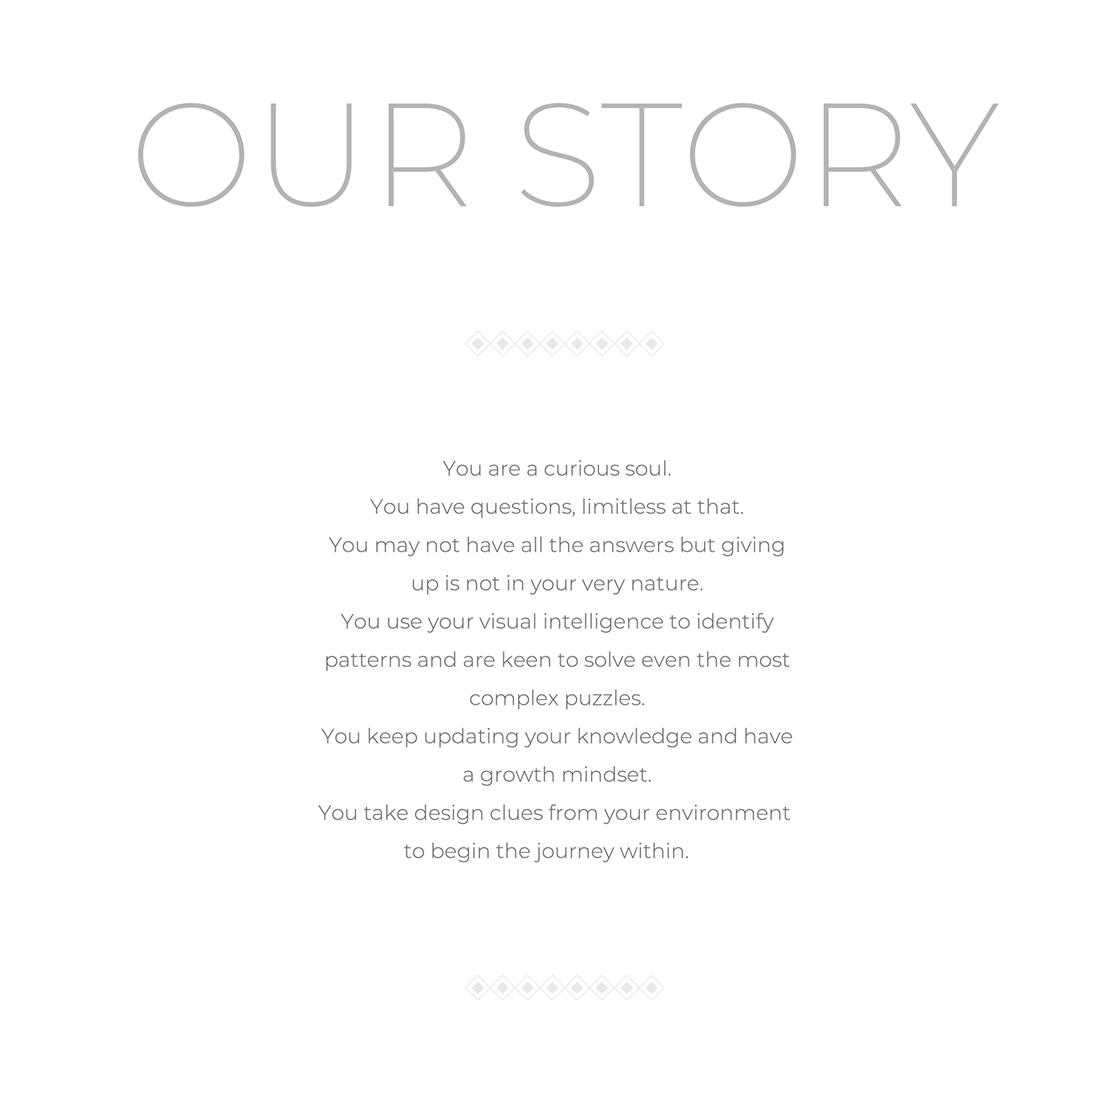 OUR STORY
You are a curious soul.
You have questions, limitless at that.
You may not have all the answers but giving
up is not in your very nature.
You use your visual intelligence to identify
patterns and are keen to solve even the most
complex puzzles.
You keep updating your knowledge and have
a growth mindset.
You take design clues from your environment
to begin the journey within.